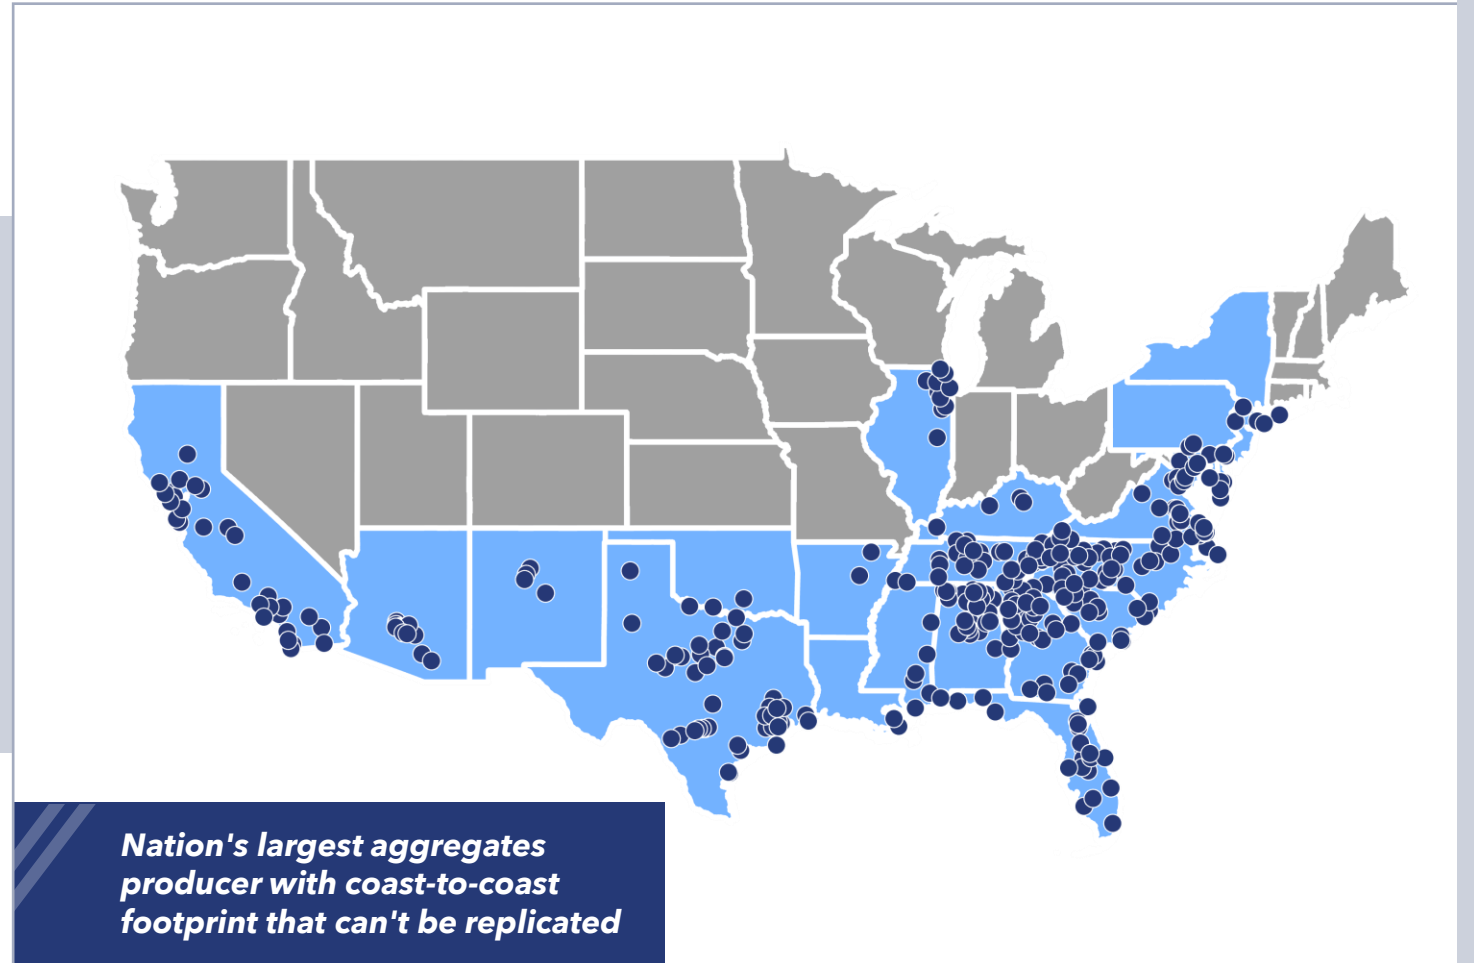 Nation's largest aggregates
producer with coast-to-coast
footprint that can't be replicated